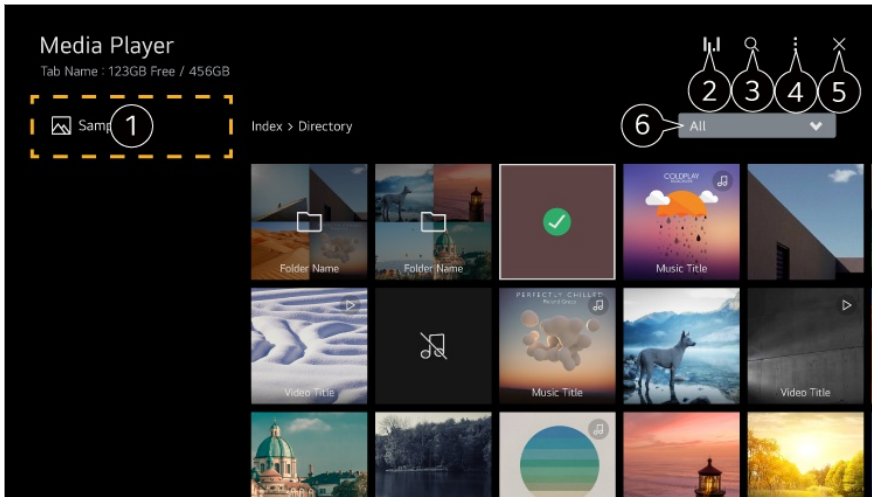 Media Player
Tab Name : 123GB Free / 456GB
2 3 4 5
Samp 1
Index > Directory
6 All
COLDPLAY
Folder Name
Folder Name
Music Title
PERFECTLY CHILLED
Video Title
Music Title
Video Title